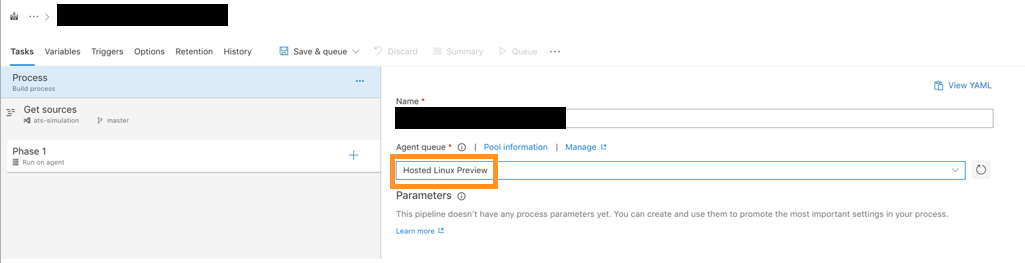 ... >
Tasks Variables Triggers Options Retention History Save & queue Discard Summary Queue ...
Process ...
Build process
View YAML
Get sources
ats-simulation master
Name *
Phase 1
Run on agent
Agent queue * | Pool information | Manage
Hosted Linux Preview
Parameters
This pipeline doesn't have any process parameters yet. You can create and use them to promote the most important settings in your process.
Learn more